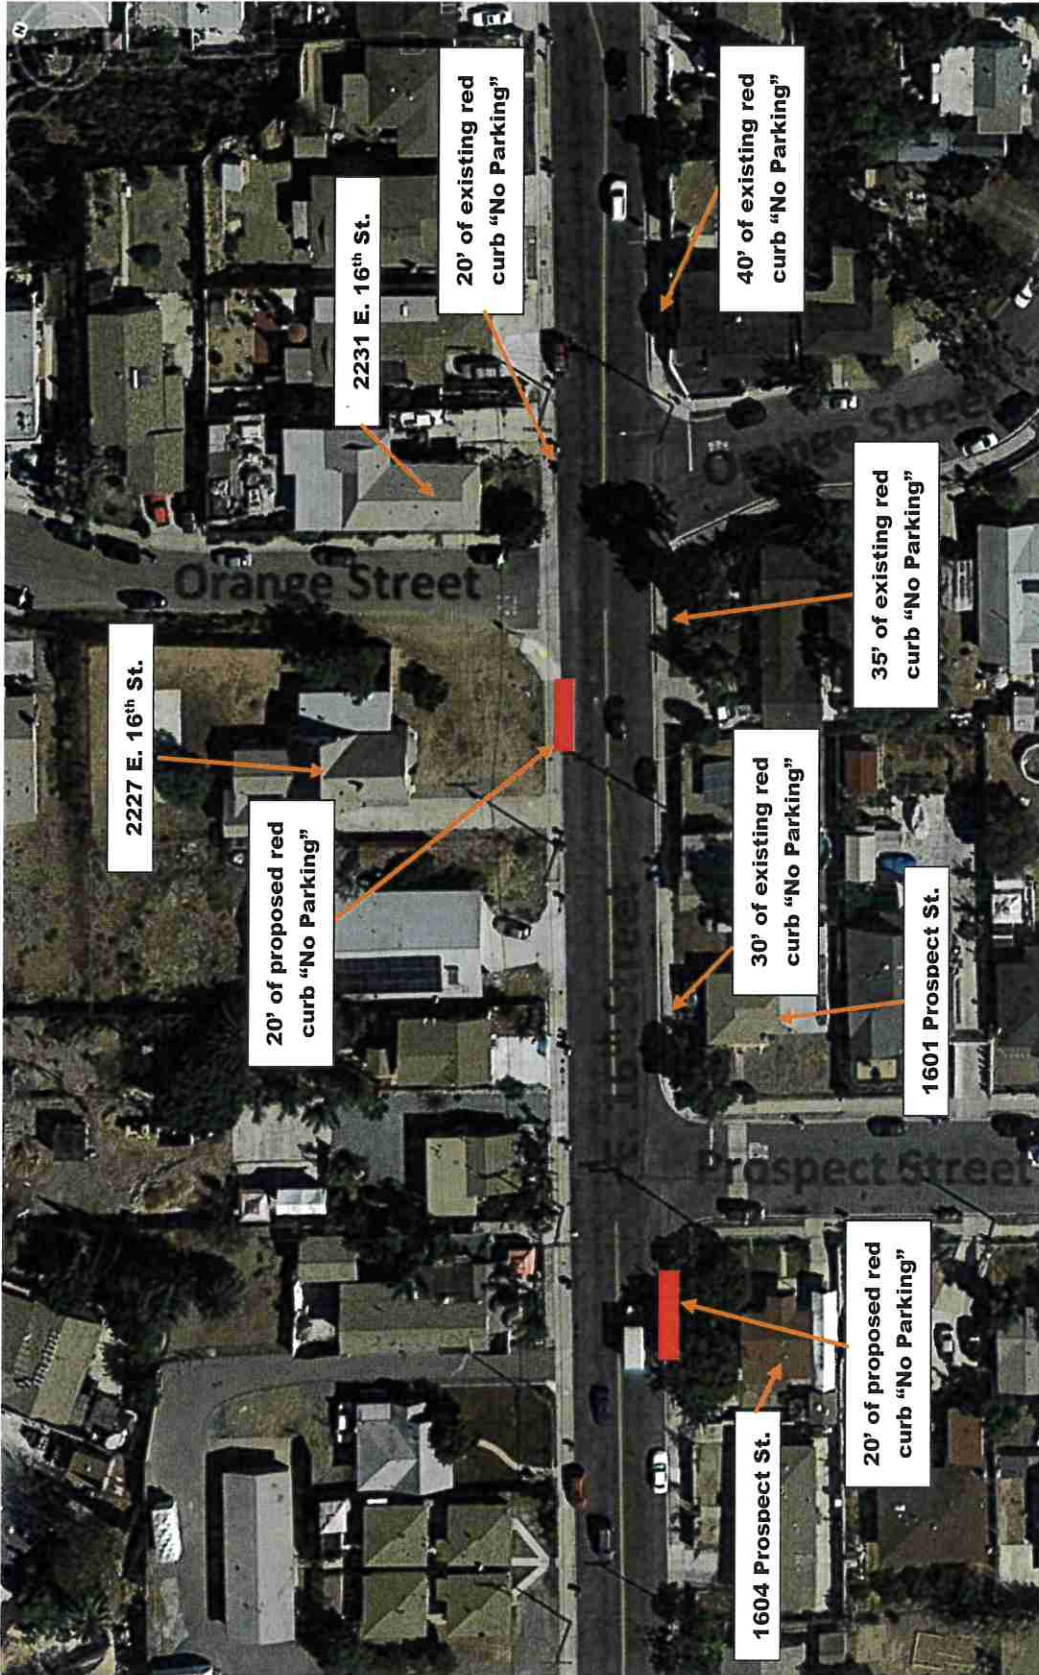 N
2227 E. 16th St.
Orange Street
20' of proposed red
curb “No Parking”
2231 E. 16th St.
20' of existing red
curb “No Parking”
E. 16th Street
1604 Prospect St.
30' of existing red
curb “No Parking”
40' of existing red
curb “No Parking”
Orange Street
Prospect Street
20' of proposed red
curb “No Parking”
1601 Prospect St.
35' of existing red
curb “No Parking”